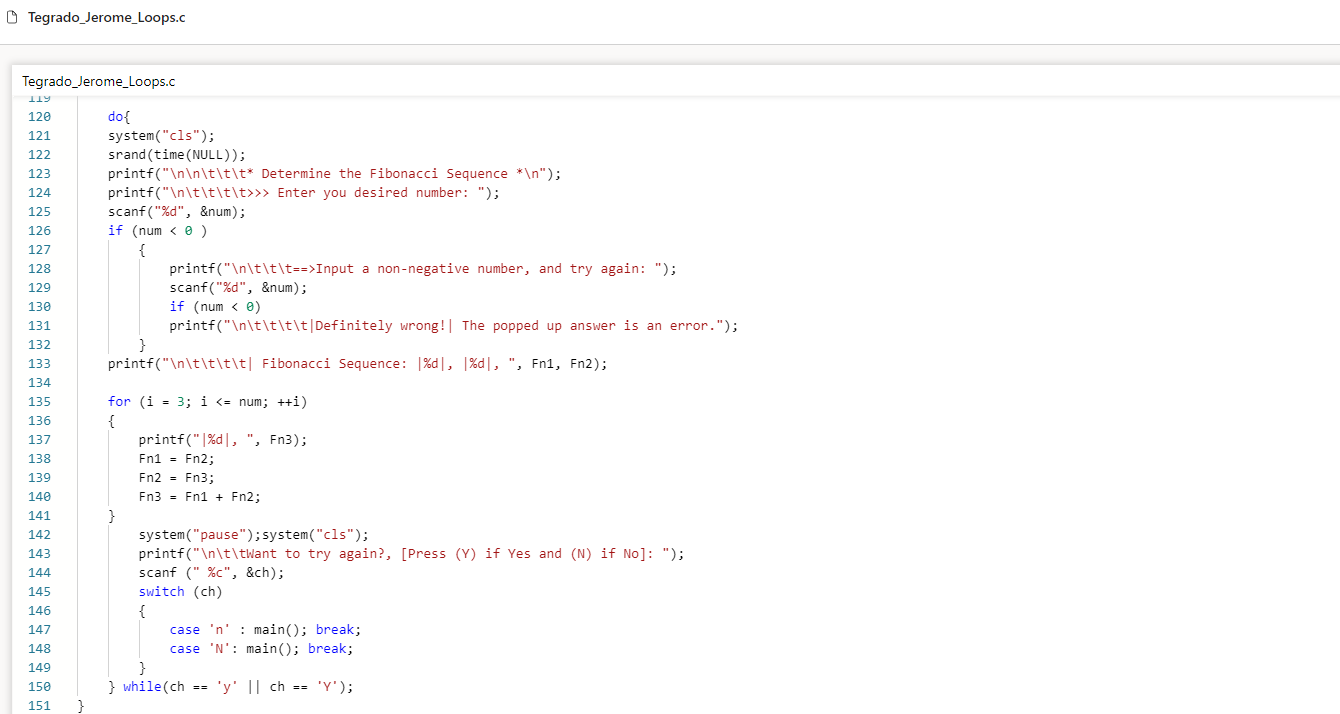 Tegrado_Jerome_Loops.c
Tegrado_Jerome_Loops.c
119
120 do{
121 system("cls");
122 srand(time(NULL));
123 printf("\n\n\t\t\t* Determine the Fibonacci Sequence *\n");
124 printf("\n\t\t\t\t>>> Enter you desired number: ");
125 scanf("%d", &num);
126 if (num < 0 )
127 {
128 printf("\n\t\t\t==>Input a non-negative number, and try again: ");
129 scanf("%d", &num);
130 if (num < 0)
131 printf("\n\t\t\t\t|Definitely wrong!| The popped up answer is an error.");
132 }
133 printf("\n\t\t\t\t| Fibonacci Sequence: |%d|, |%d|, ", Fn1, Fn2);
134
135 for (i = 3; i <= num; ++i)
136 {
137 printf("|%d|, ", Fn3);
138 Fn1 = Fn2;
139 Fn2 = Fn3;
140 Fn3 = Fn1 + Fn2;
141 }
142 system("pause");system("cls");
143 printf("\n\t\tWant to try again?, [Press (Y) if Yes and (N) if No]: ");
144 scanf (" %c", &ch);
145 switch (ch)
146 {
147 case 'n' : main(); break;
148 case 'N': main(); break;
149 }
150 } while(ch == 'y' || ch == 'Y');
151 }